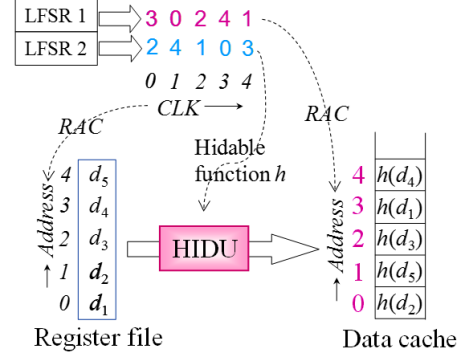 LFSR 1 3 0 2 4 1
LFSR 2 2 4 1 0 3
0 1 2 3 4
CLK
RAC
RAC
Hidable
function h
Address
4 d5
3 d4
2 d3
1 d2
0 d1
HIDU
Address
4 h(d4)
3 h(d1)
2 h(d3)
1 h(d5)
0 h(d2)
Register file
Data cache